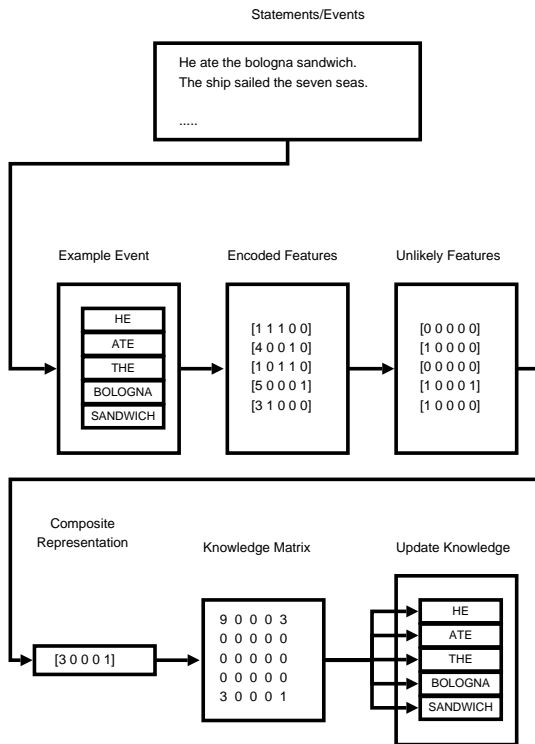 Statements/Events
He ate the bologna sandwich.
The ship sailed the seven seas.
.....
Example Event
HE
ATE
THE
BOLOGNA
SANDWICH
Encoded Features
[1 1 1 0 0]
[4 0 0 1 0]
[1 0 1 1 0]
[5 0 0 0 1]
[3 1 0 0 0]
Unlikely Features
[0 0 0 0 0]
[1 0 0 0 0]
[0 0 0 0 0]
[1 0 0 0 1]
[1 0 0 0 0]
Composite
Representation
[3 0 0 0 1]
Knowledge Matrix
9 0 0 0 3
0 0 0 0 0
0 0 0 0 0
0 0 0 0 0
3 0 0 0 1
Update Knowledge
HE
ATE
THE
BOLOGNA
SANDWICH